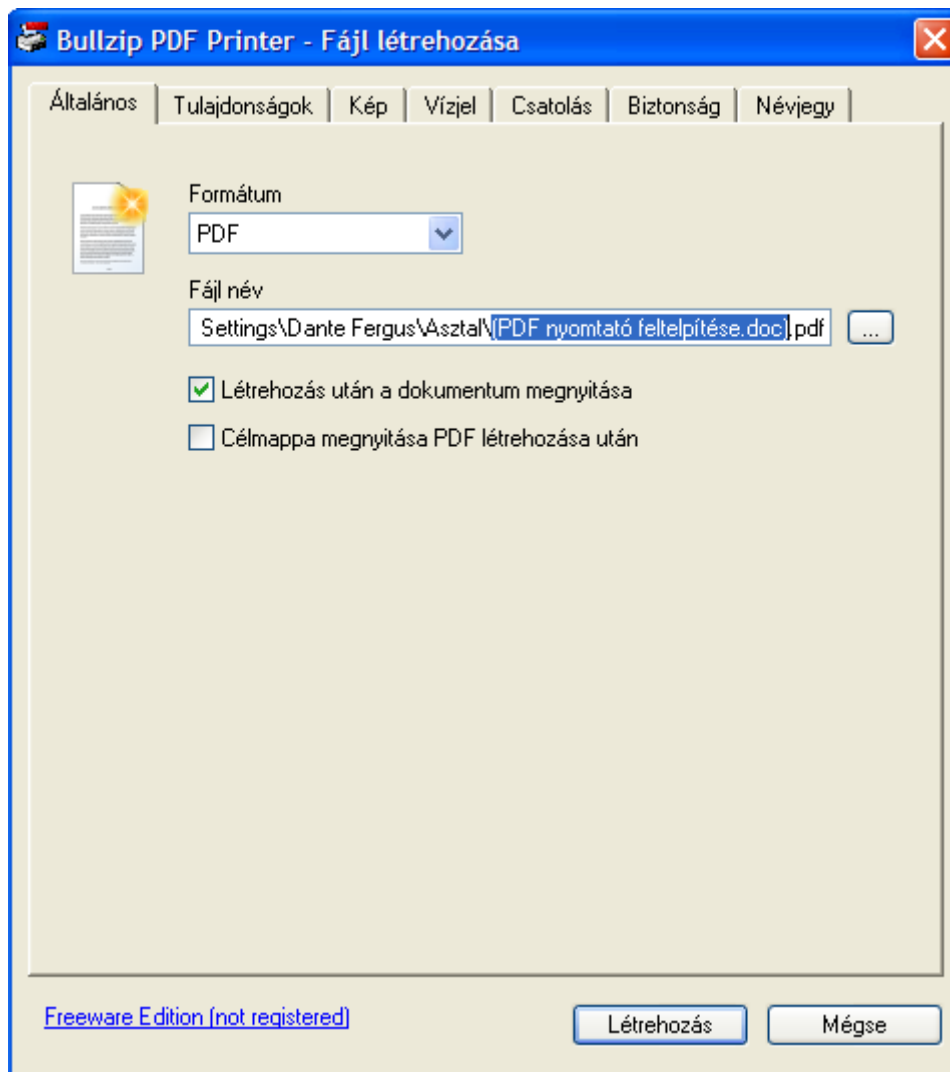 Bullzip PDF Printer - Fájl létrehozása
Általános Tulajdonságok Kép Vízjel Csatolás Biztonság Névjegy
Formátum
PDF
Fájl név
Settings\Dante Fergus\Asztal\(PDF nyomtató feltelpítése.doc).pdf ...
Létrehozás után a dokumentum megnyitása
Célmappa megnyitása PDF létrehozása után
Freeware Edition (not registered) Létrehozás Mégse